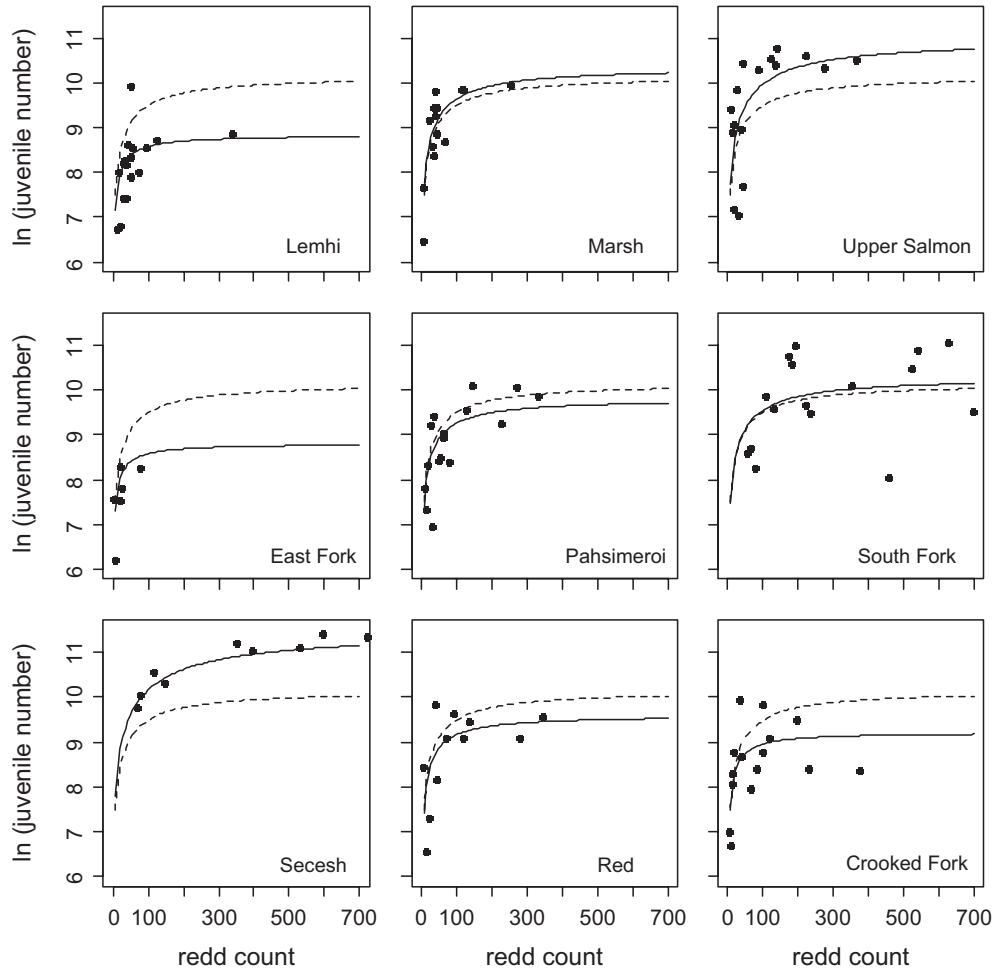 ln (juvenile number)
11
10
9
8
7
6
Lemhi
Marsh
Upper Salmon
ln (juvenile number)
11
10
9
8
7
6
East Fork
Pahsimeroi
South Fork
ln (juvenile number)
11
10
9
8
7
6
Secesh
Red
Crooked Fork
0 100 300 500 700
0 100 300 500 700
0 100 300 500 700
redd count
redd count
redd count